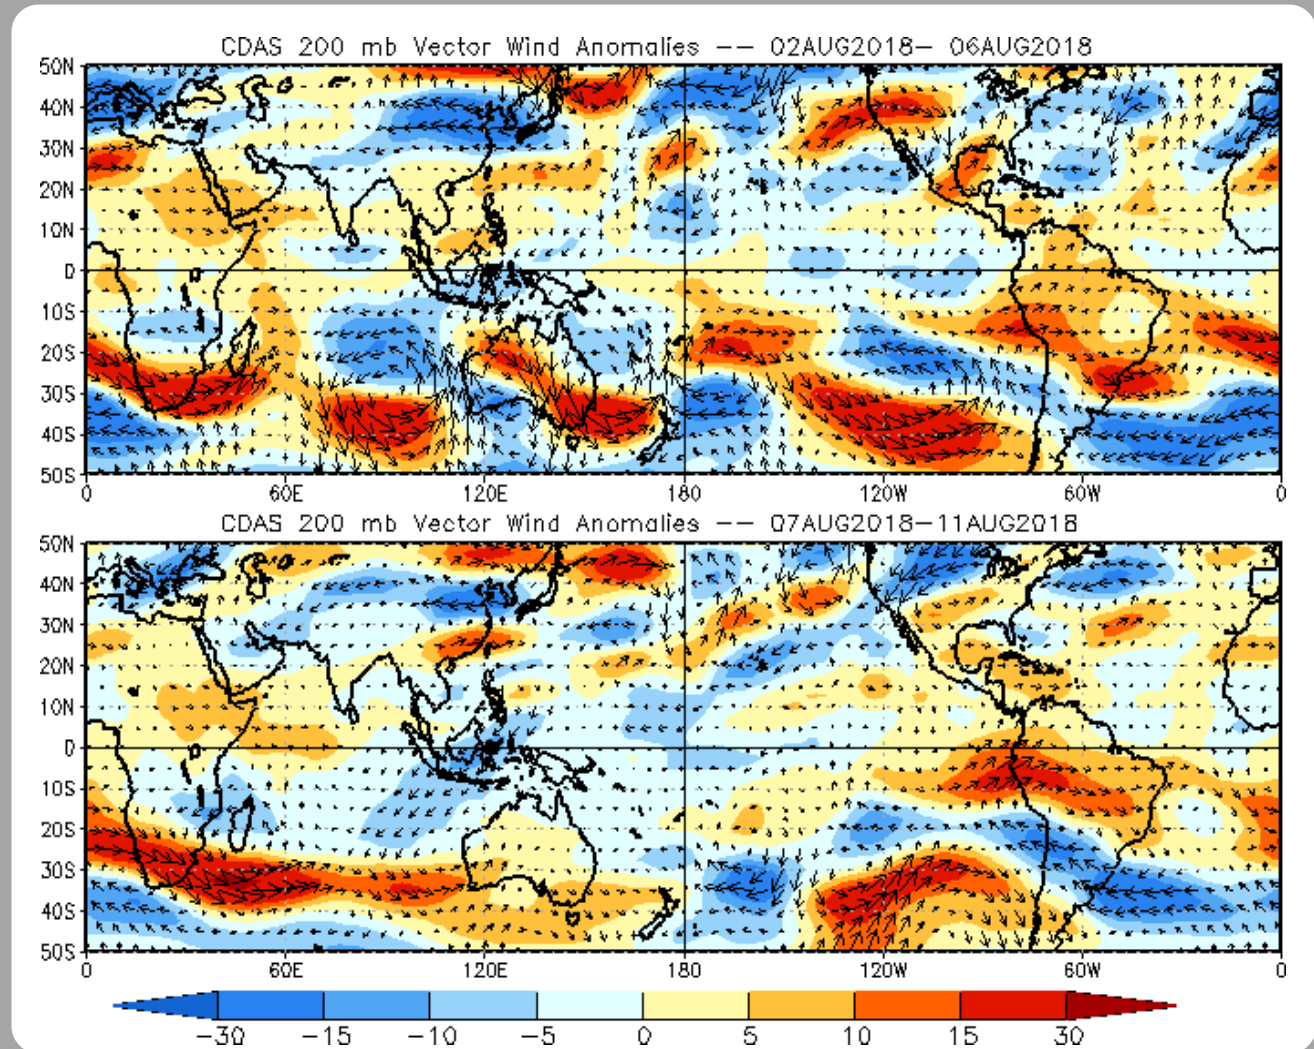 CDAS 200 mb Vector Wind Anomalies -- 02AUG2018- 06AUG2018
50N
40N
30N
20N
10N
0
10S
20S
30S
40S
50S
0 60E 120E 180 120W 60W 0
CDAS 200 mb Vector Wind Anomalies -- 07AUG2018-11AUG2018
50N
40N
30N
20N
10N
0
10S
20S
30S
40S
50S
0 60E 120E 180 120W 60W 0
-30 -15 -10 -5 0 5 10 15 30